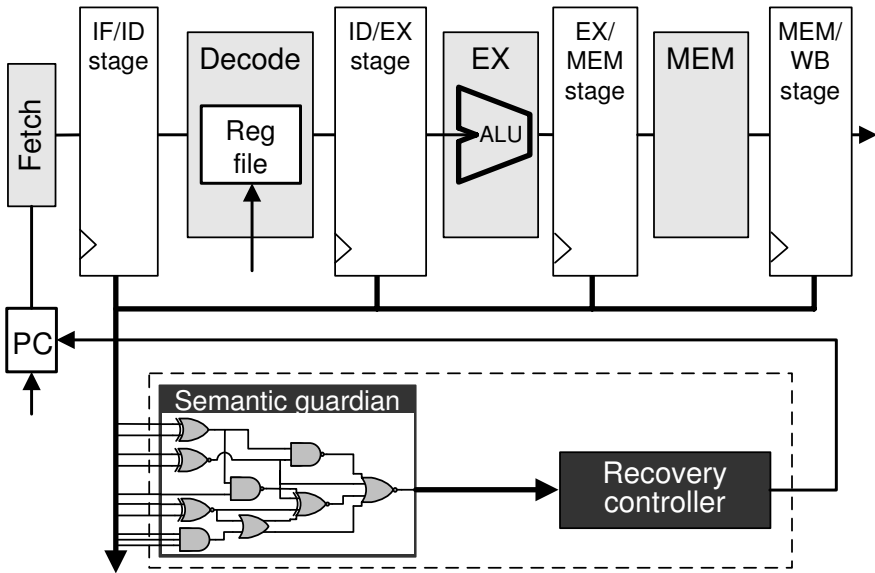 IF/ID
stage
Decode
Reg
file
ID/EX
stage
EX
ALU
EX/
MEM
stage
MEM
MEM/
WB
stage
Fetch
PC
Semantic guardian
Recovery
controller